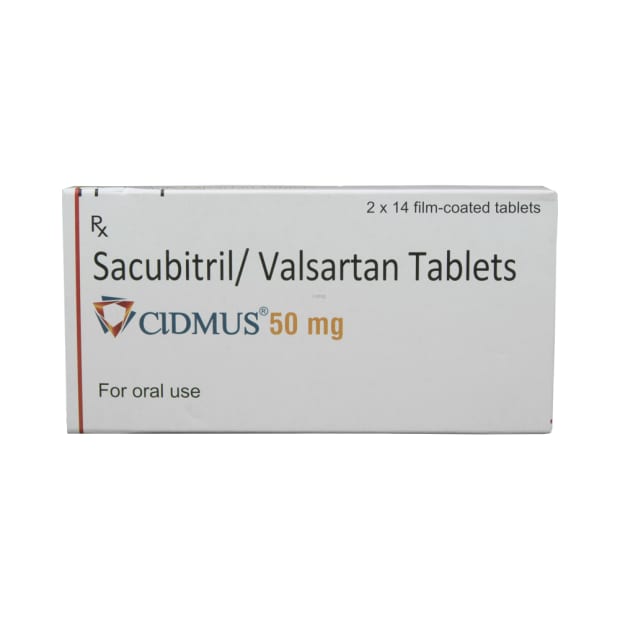 2 x 14 film-coated tablets
Rx
Sacubitril/ Valsartan Tablets
CIDMUS® 50 mg
For oral use